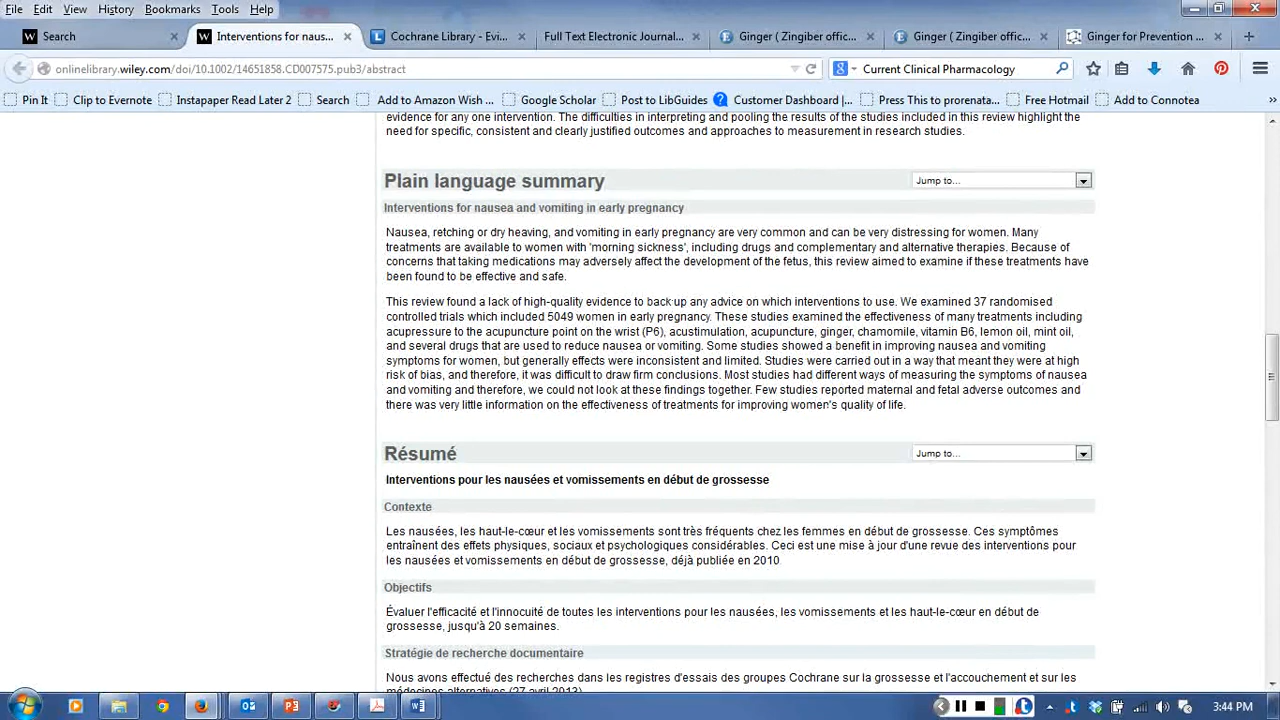 File Edit View History Bookmarks Tools Help
Search
Interventions for naus...
Cochrane Library - Evi...
Full Text Electronic Journal...
Ginger ( Zingiber offic...
Ginger ( Zingiber offic...
Ginger for Prevention ...
onlinelibrary.wiley.com/doi/10.1002/14651858.CD007575.pub3/abstract
Current Clinical Pharmacology
Pin It Clip to Evernote Instapaper Read Later 2 Search Add to Amazon Wish ... Google Scholar Post to LibGuides Customer Dashboard |... Press This to prorenata... Free Hotmail Add to Connotea
evidence for any one intervention. The difficulties in interpreting and pooling the results of the studies included in this review highlight the
need for specific, consistent and clearly justified outcomes and approaches to measurement in research studies.
Plain language summary
Jump to...
Interventions for nausea and vomiting in early pregnancy
Nausea, retching or dry heaving, and vomiting in early pregnancy are very common and can be very distressing for women. Many
treatments are available to women with 'morning sickness', including drugs and complementary and alternative therapies. Because of
concerns that taking medications may adversely affect the development of the fetus, this review aimed to examine if these treatments have
been found to be effective and safe.
This review found a lack of high-quality evidence to back up any advice on which interventions to use. We examined 37 randomised
controlled trials which included 5049 women in early pregnancy. These studies examined the effectiveness of many treatments including
acupressure to the acupuncture point on the wrist (P6), acustimulation, acupuncture, ginger, chamomile, vitamin B6, lemon oil, mint oil,
and several drugs that are used to reduce nausea or vomiting. Some studies showed a benefit in improving nausea and vomiting
symptoms for women, but generally effects were inconsistent and limited. Studies were carried out in a way that meant they were at high
risk of bias, and therefore, it was difficult to draw firm conclusions. Most studies had different ways of measuring the symptoms of nausea
and vomiting and therefore, we could not look at these findings together. Few studies reported maternal and fetal adverse outcomes and
there was very little information on the effectiveness of treatments for improving women's quality of life.
Résumé
Jump to...
Interventions pour les nausées et vomissements en début de grossesse
Contexte
Les nausées, les haut-le-cœur et les vomissements sont très fréquents chez les femmes en début de grossesse. Ces symptômes
entraînent des effets physiques, sociaux et psychologiques considérables. Ceci est une mise à jour d'une revue des interventions pour
les nausées et vomissements en début de grossesse, déjà publiée en 2010.
Objectifs
Évaluer l'efficacité et l'innocuité de toutes les interventions pour les nausées, les vomissements et les haut-le-cœur en début de
grossesse, jusqu'à 20 semaines.
Stratégie de recherche documentaire
Nous avons effectué des recherches dans les registres d'essais des groupes Cochrane sur la grossesse et l'accouchement et sur les
médecines alternatives (27 avril 2013)
3:44 PM